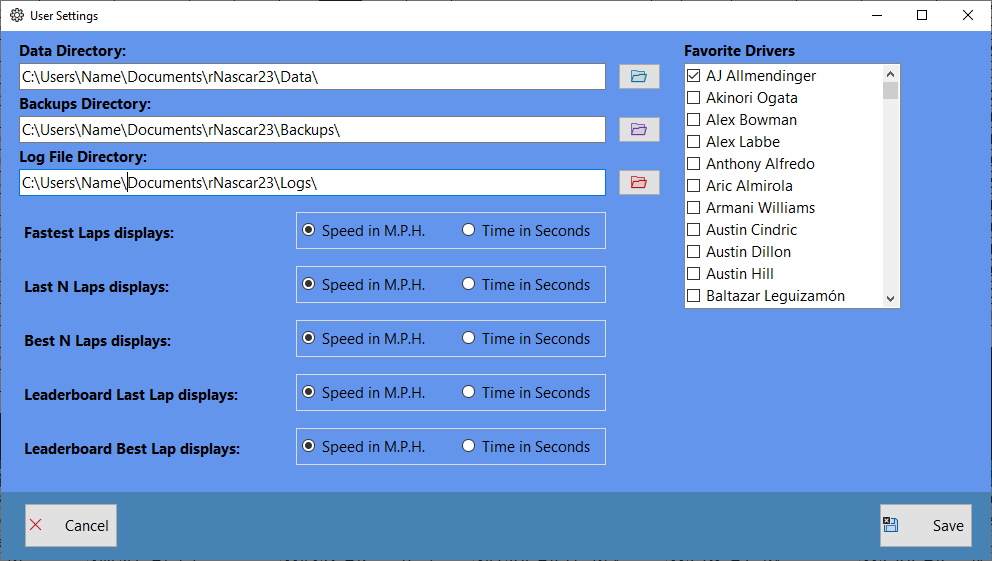 User Settings
Data Directory:
C:\Users\Name\Documents\rNascar23\Data\
Backups Directory:
C:\Users\Name\Documents\rNascar23\Backups\
Log File Directory:
C:\Users\Name\Documents\rNascar23\Logs\
Fastest Laps displays:
Speed in M.P.H. Time in Seconds
Last N Laps displays:
Speed in M.P.H. Time in Seconds
Best N Laps displays:
Speed in M.P.H. Time in Seconds
Leaderboard Last Lap displays:
Speed in M.P.H. Time in Seconds
Leaderboard Best Lap displays:
Speed in M.P.H. Time in Seconds
Favorite Drivers
AJ Allmendinger
Akinori Ogata
Alex Bowman
Alex Labbe
Anthony Alfredo
Aric Almirola
Armani Williams
Austin Cindric
Austin Dillon
Austin Hill
Baltazar Leguizamón
Cancel
Save